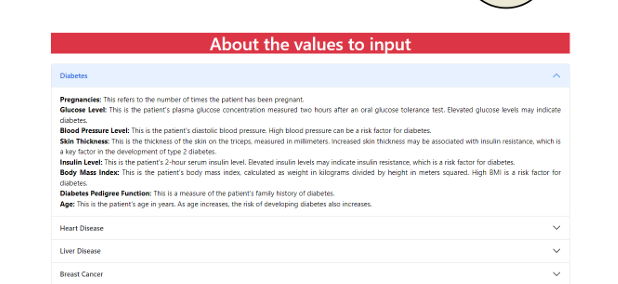 About the values to input
Diabetes
Pregnancies: This refers to the number of times the patient has been pregnant.
Glucose Level: This is the patient's plasma glucose concentration measured two hours after an oral glucose tolerance test. Elevated glucose levels may indicate
diabetes.
Blood Pressure Level: This is the patient's diastolic blood pressure. High blood pressure can be a risk factor for diabetes.
Skin Thickness: This is the thickness of the skin on the triceps, measured in millimeters. Increased skin thickness may be associated with insulin resistance, which is
a key factor in the development of type 2 diabetes.
Insulin Level: This is the patient's 2-hour serum insulin level. Elevated insulin levels may indicate insulin resistance, which is a risk factor for diabetes.
Body Mass Index: This is the patient's body mass index, calculated as weight in kilograms divided by height in meters squared. High BMI is a risk factor for
diabetes.
Diabetes Pedigree Function: This is a measure of the patient's family history of diabetes.
Age: This is the patient's age in years. As age increases, the risk of developing diabetes also increases.
Heart Disease
Liver Disease
Breast Cancer